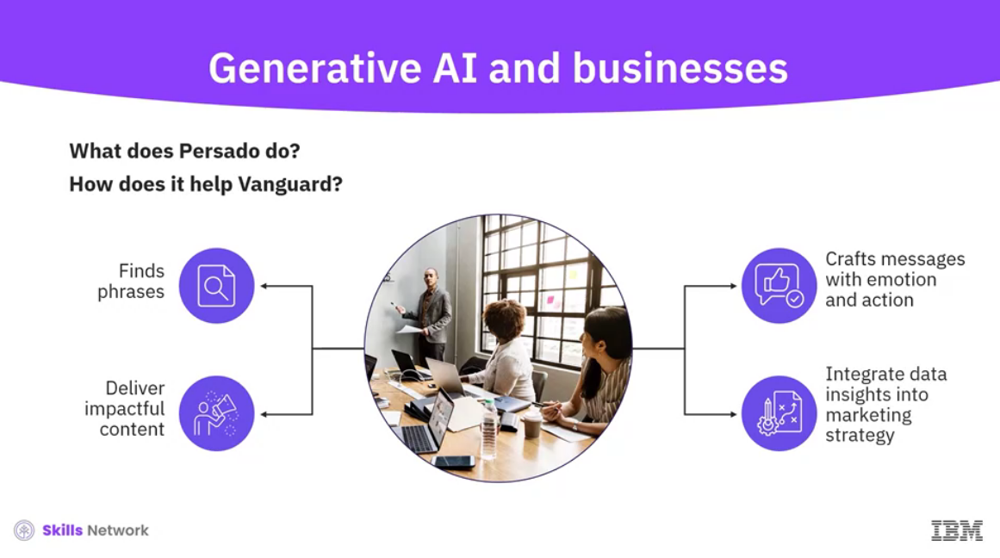 Generative AI and businesses
What does Persado do?
How does it help Vanguard?
Finds
phrases
Deliver
impactful
content
Crafts messages
with emotion
and action
Integrate data
insights into
marketing
strategy
Skills Network
IBM